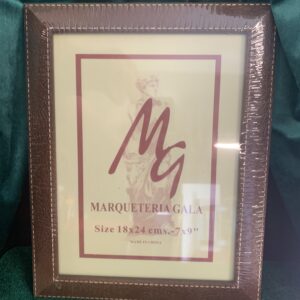 MG
MARQUETERIA GALA
Size 18x24 cms.-7x9"
MADE IN CHINA